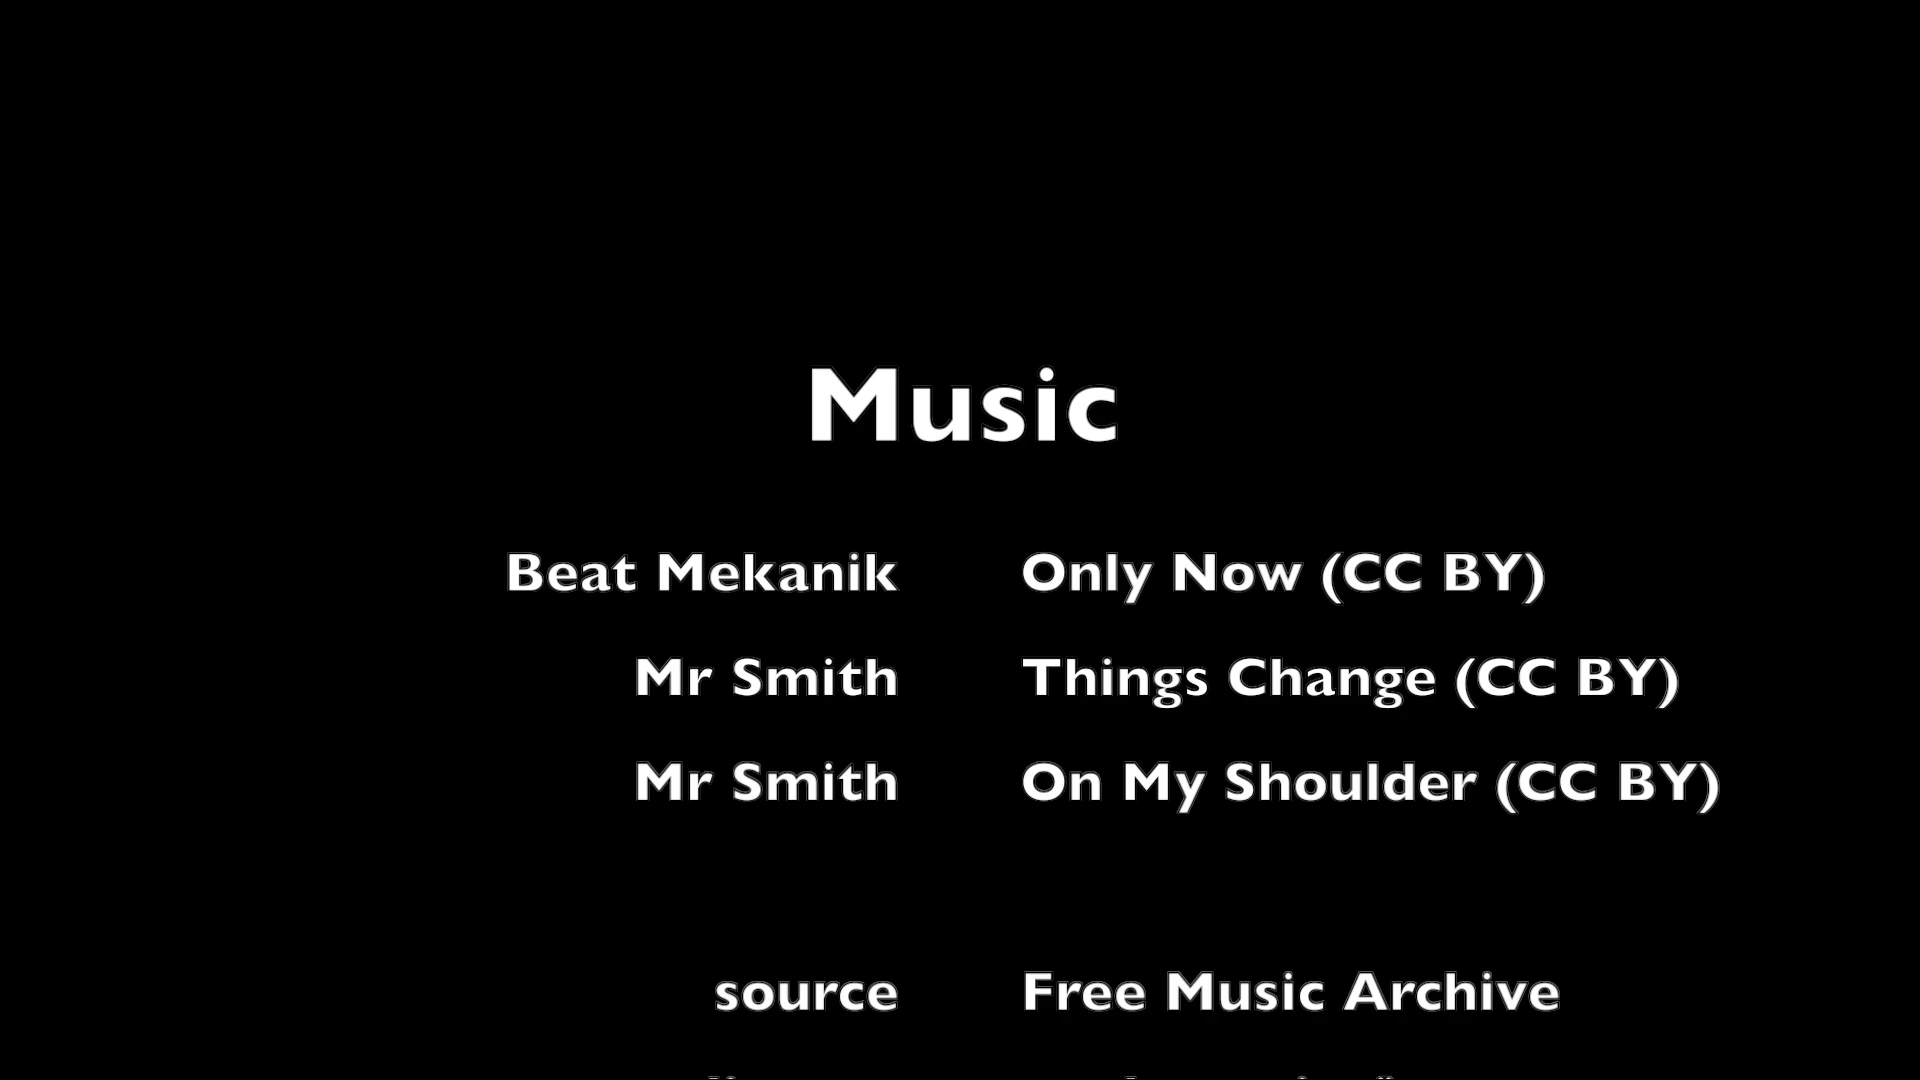 Music
Beat Mekanik Only Now (CC BY)
Mr Smith Things Change (CC BY)
Mr Smith On My Shoulder (CC BY)
source Free Music Archive